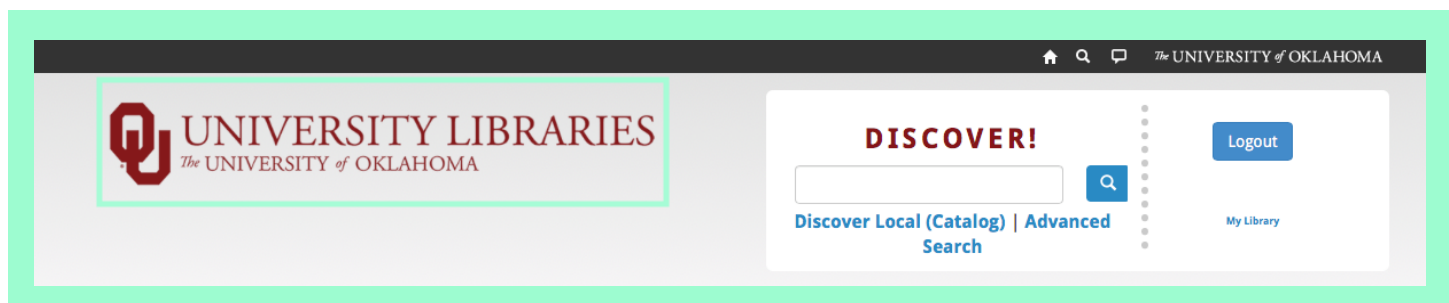 The UNIVERSITY of OKLAHOMA
OU
UNIVERSITY LIBRARIES
The UNIVERSITY of OKLAHOMA
DISCOVER!
Discover Local (Catalog) | Advanced
Search
Logout
My Library